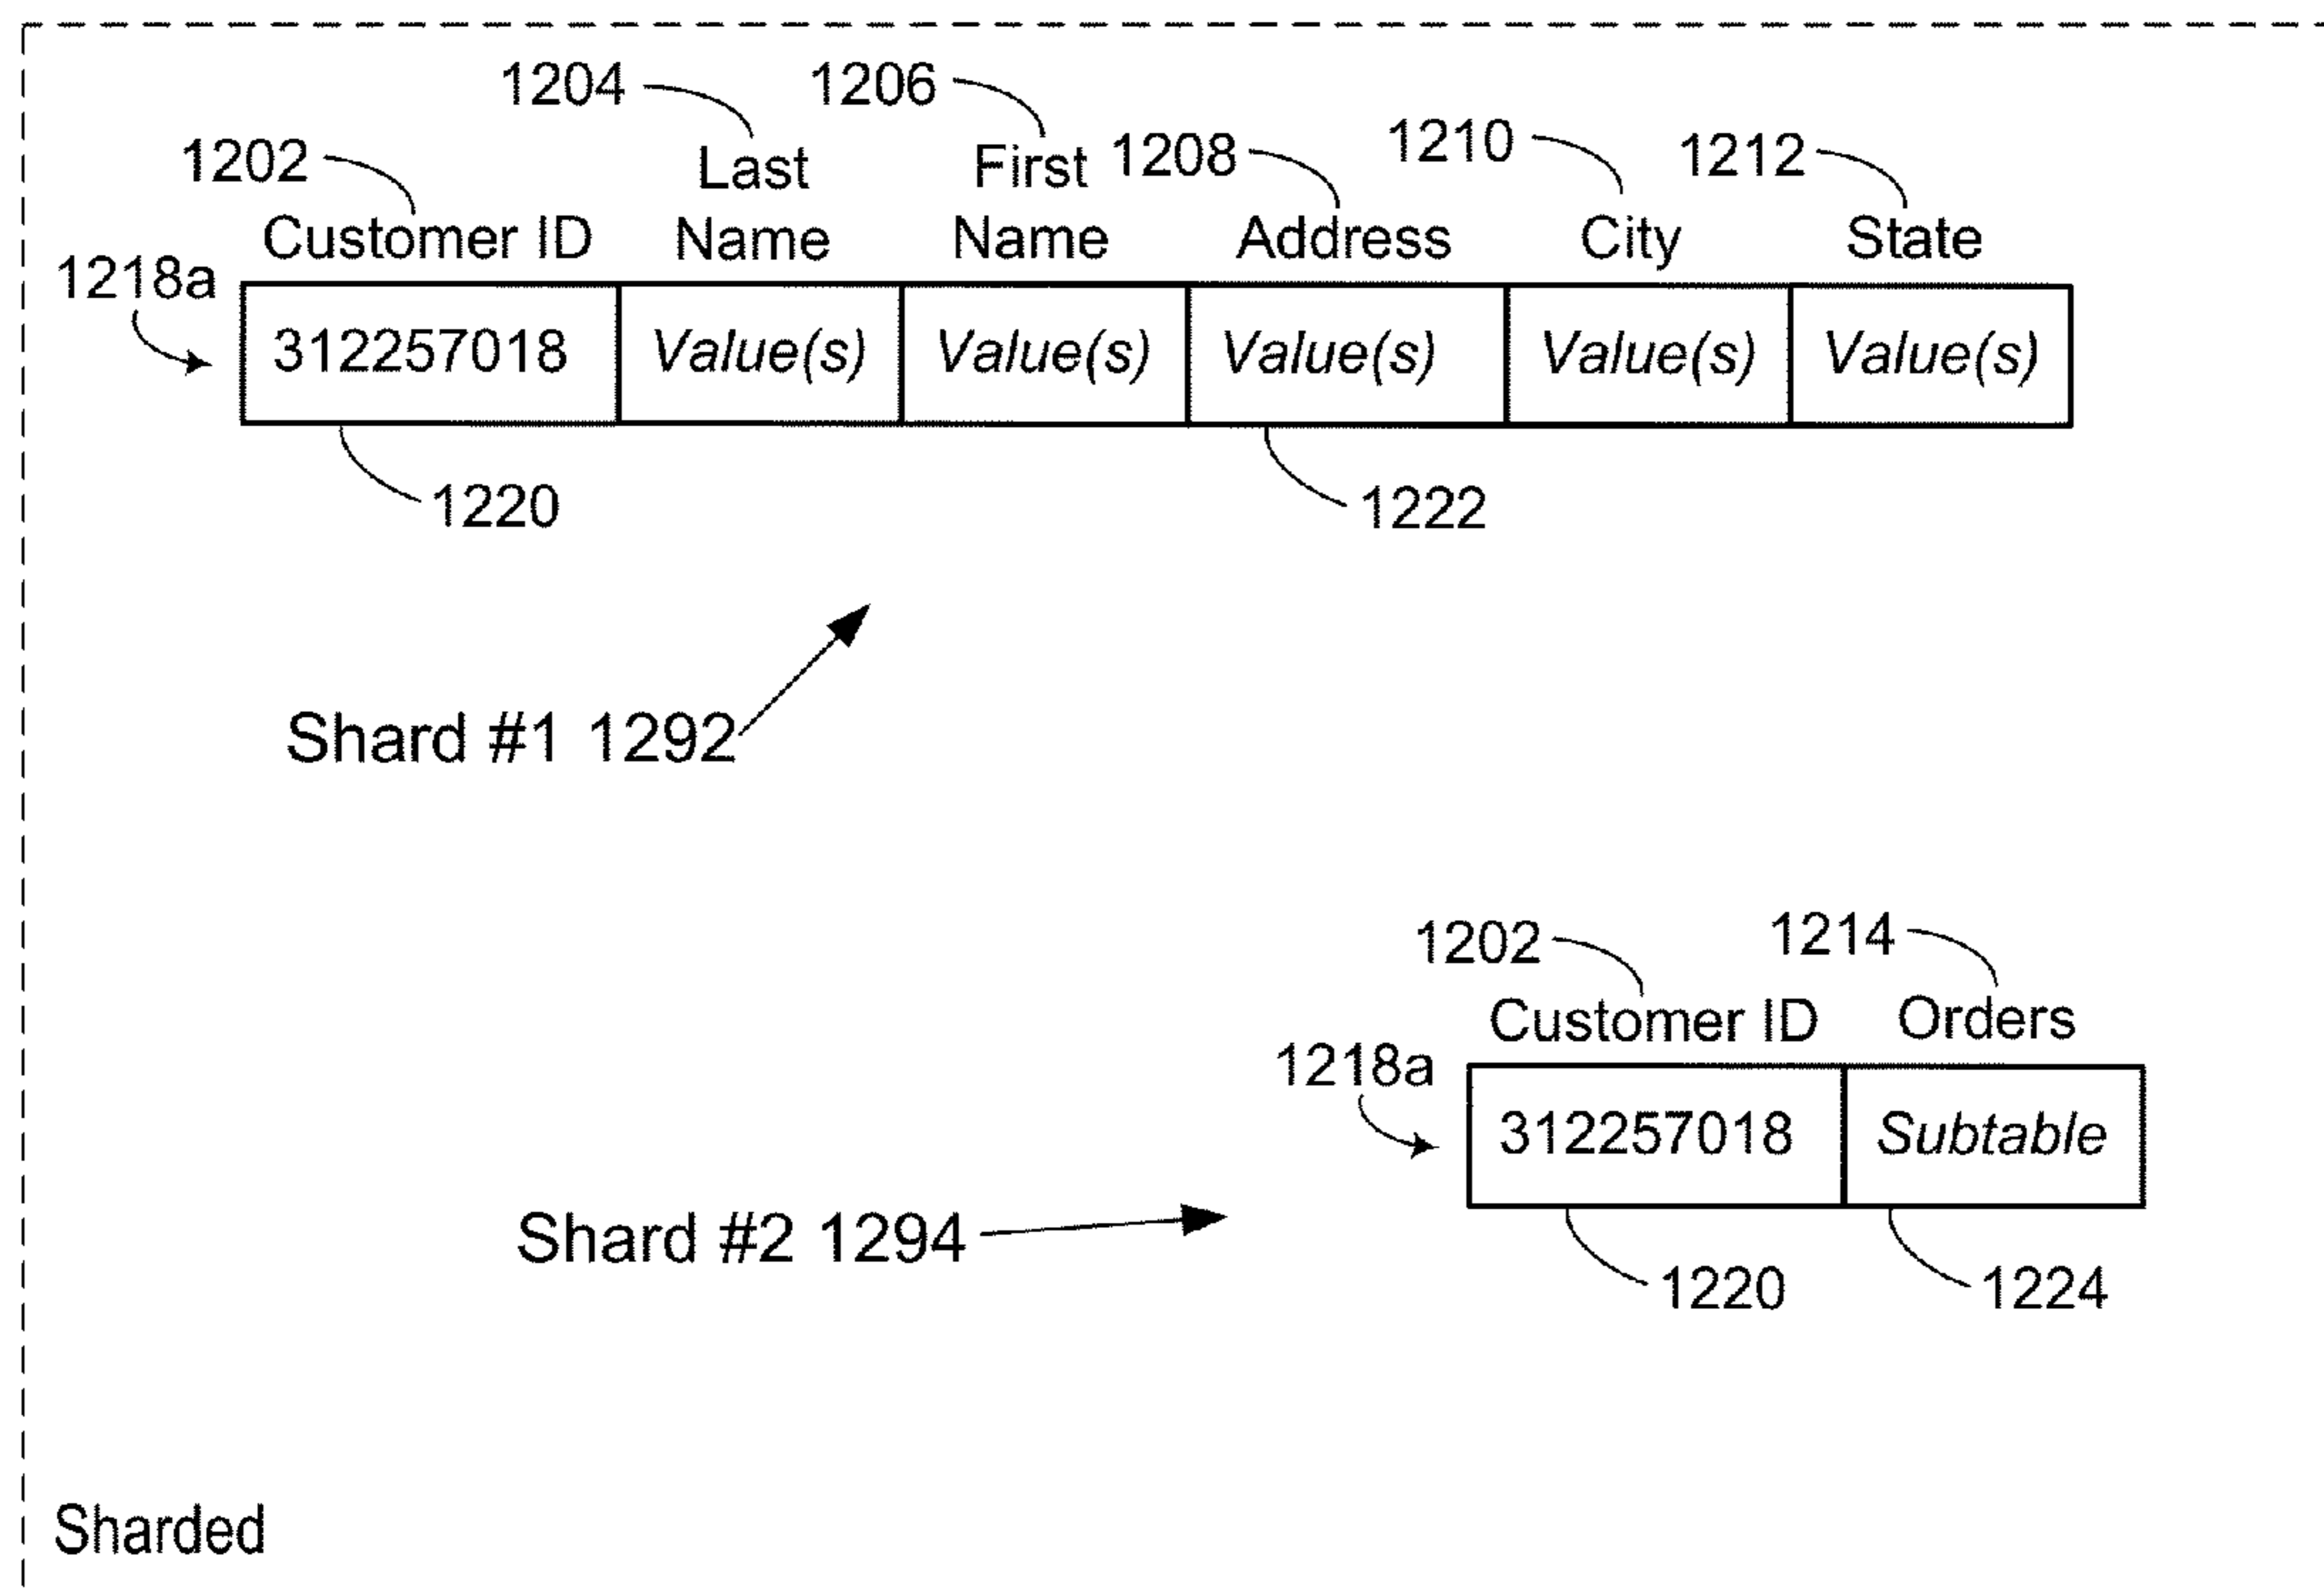 1204 1206
1202 Last First 1208 1210 1212
Customer ID Name Name Address City State
1218a
312257018 Value(s) Value(s) Value(s) Value(s) Value(s)
1220 1222
Shard #1 1292
1202 1214
Customer ID Orders
1218a
312257018 Subtable
Shard #2 1294
1220 1224
Sharded